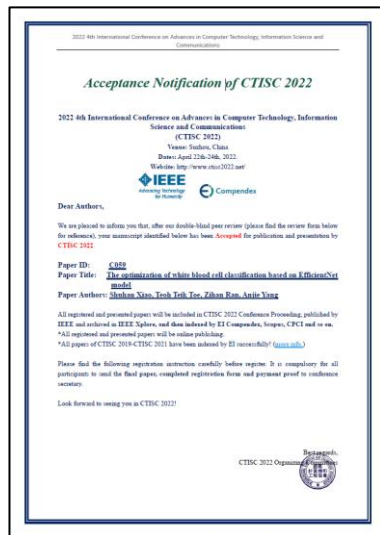 2022 4th International Conference on Advances in Computer Technology, Information Science and
Communications
Acceptance Notification of CTISC 2022
2022 4th International Conference on Advances in Computer Technology, Information
Science and Communications
(CTISC 2022)
Venue: Suzhou, China
Dates: April 22th-24th, 2022.
Website: http://www.ctisc2022.net/
IEEE
Advancing Technology
for Humanity
Compendex
Dear Authors,
We are pleased to inform you that, after our double-blind peer review (please find the review form below
for reference), your manuscript identified below has been Accepted for publication and presentation by
CTISC 2022.
Paper ID: C059
Paper Title: The optimization of white blood cell classification based on EfficientNet
model
Paper Authors: Shuhan Xiao, Teoh Teik Toe, Zihan Ran, Anjie Yang
All registered and presented papers will be included in CTISC 2022 Conference Proceeding, published by
IEEE and archived in IEEE Xplore, and then indexed by EI Compendex, Scopus, CPCI and so on.
*All registered and presented papers will be online publishing.
*All papers of CTISC 2019-CTISC 2021 have been indexed by EI successfully! (more info.)
Please find the following registration instruction carefully before register. It is compulsory for all
participants to send the final paper, completed registration form and payment proof to conference
secretary.
Look forward to seeing you in CTISC 2022!
Best regards,
CTISC 2022 Organizing Committees